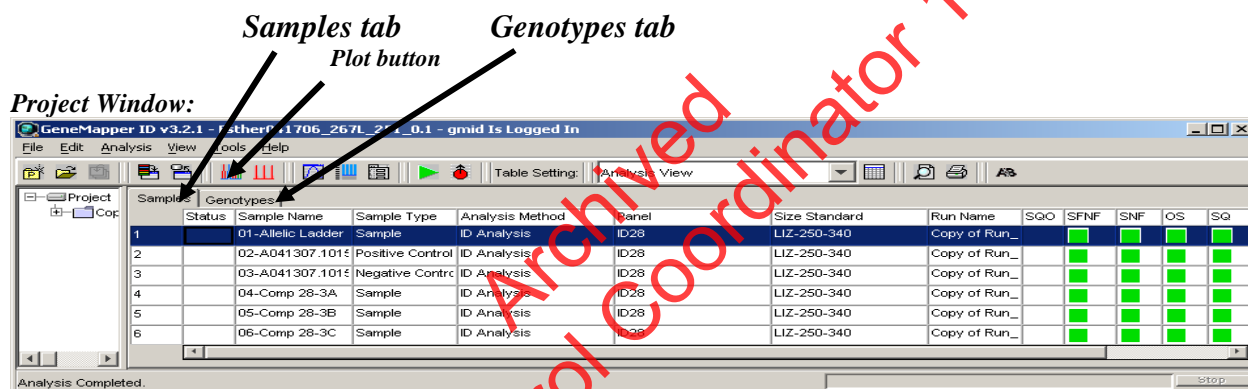 Samples tab Genotypes tab
Plot button
Project Window:
GeneMapper ID v3.2.1 - gmid Is Logged In
File Edit Analysis View Tools Help
Table Setting: Analysis View
Project Samples Genotypes
Cop Status Sample Name Sample Type Analysis Method Panel Size Standard Run Name SQO SFNF SNF OS SQ
1 01-Allelic Ladder Sample ID Analysis ID28 LIZ-250-340 Copy of Run_
2 02-A041307.1015 Positive Control ID Analysis ID28 LIZ-250-340 Copy of Run_
3 03-A041307.1015 Negative Contrc ID Analysis ID28 LIZ-250-340 Copy of Run_
4 04-Comp 28-3A Sample ID Analysis ID28 LIZ-250-340 Copy of Run_
5 05-Comp 28-3B Sample ID Analysis ID28 LIZ-250-340 Copy of Run_
6 06-Comp 28-3C Sample ID Analysis ID28 LIZ-250-340 Copy of Run_
Analysis Completed. Stop
Archived
Coordinator